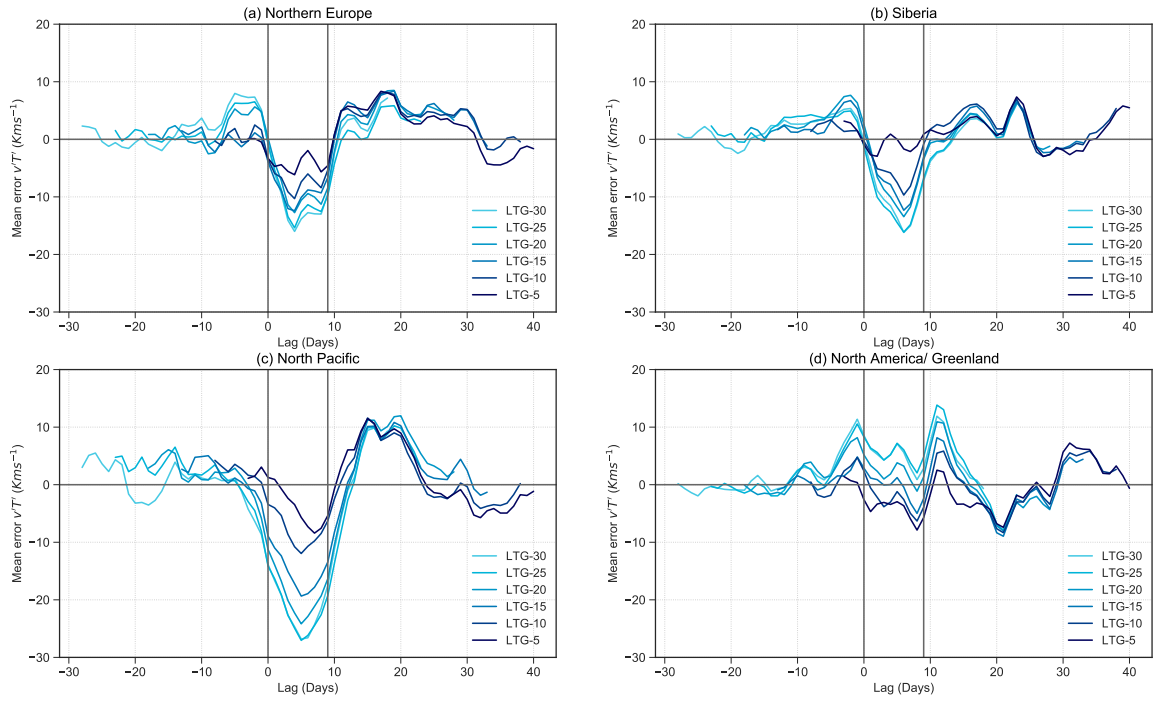 (a) Northern Europe
20
10
0
−10
−20
−30
Mean error v′T′ (Kms⁻¹)
−30 −20 −10 0 10 20 30 40
Lag (Days)
LTG-30
LTG-25
LTG-20
LTG-15
LTG-10
LTG-5
(b) Siberia
20
10
0
−10
−20
−30
Mean error v′T′ (Kms⁻¹)
−30 −20 −10 0 10 20 30 40
Lag (Days)
LTG-30
LTG-25
LTG-20
LTG-15
LTG-10
LTG-5
(c) North Pacific
20
10
0
−10
−20
−30
Mean error v′T′ (Kms⁻¹)
−30 −20 −10 0 10 20 30 40
Lag (Days)
LTG-30
LTG-25
LTG-20
LTG-15
LTG-10
LTG-5
(d) North America/ Greenland
20
10
0
−10
−20
−30
Mean error v′T′ (Kms⁻¹)
−30 −20 −10 0 10 20 30 40
Lag (Days)
LTG-30
LTG-25
LTG-20
LTG-15
LTG-10
LTG-5